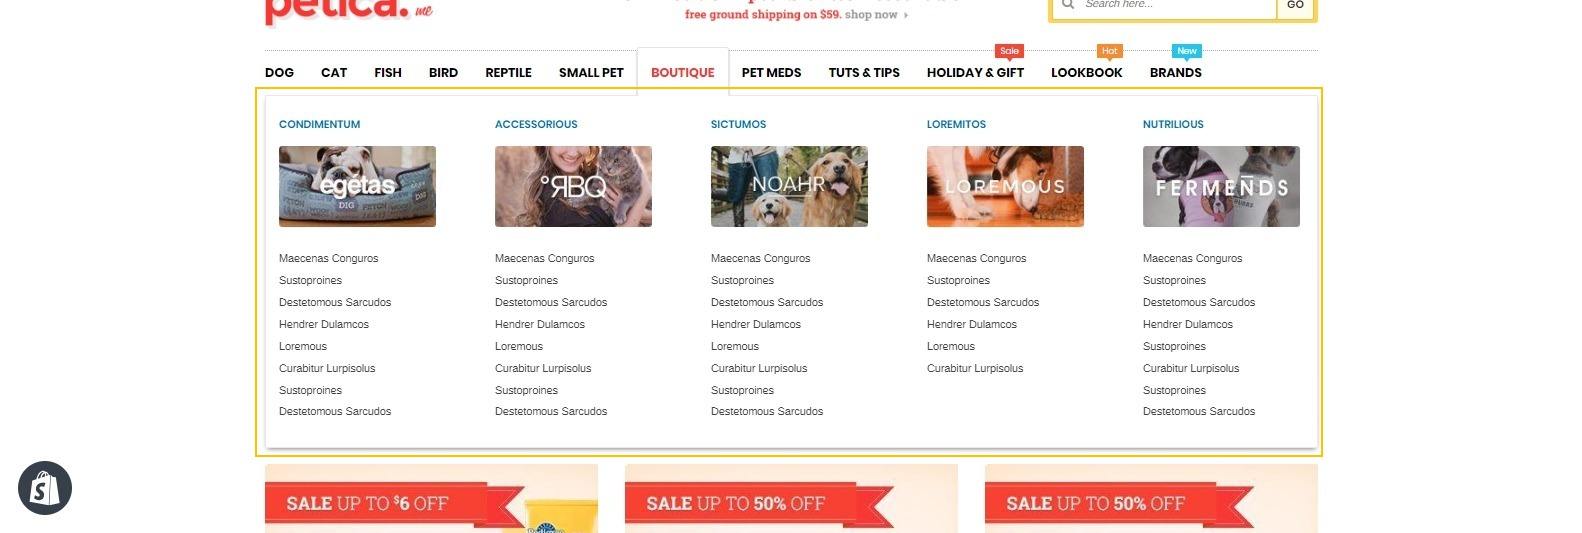 petica. me
free ground shipping on $59. shop now
Search here...
GO
Sale
Hot
New
DOG CAT FISH BIRD REPTILE SMALL PET BOUTIQUE PET MEDS TUTS & TIPS HOLIDAY & GIFT LOOKBOOK BRANDS
CONDIMENTUM
egétas
DIG
Maecenas Conguros
Sustoproines
Destetomous Sarcudos
Hendrer Dulamcos
Loremous
Curabitur Lurpisolus
Sustoproines
Destetomous Sarcudos
ACCESSORIOUS
°ЯBQ
Maecenas Conguros
Sustoproines
Destetomous Sarcudos
Hendrer Dulamcos
Loremous
Curabitur Lurpisolus
Sustoproines
Destetomous Sarcudos
SICTUMOS
NOAHR
Maecenas Conguros
Sustoproines
Destetomous Sarcudos
Hendrer Dulamcos
Loremous
Curabitur Lurpisolus
Sustoproines
Destetomous Sarcudos
LOREMITOS
LOREMOUS
Maecenas Conguros
Sustoproines
Destetomous Sarcudos
Hendrer Dulamcos
Loremous
Curabitur Lurpisolus
NUTRILIOUS
FERMEÑDS
Maecenas Conguros
Sustoproines
Destetomous Sarcudos
Hendrer Dulamcos
Sustoproines
Curabitur Lurpisolus
Sustoproines
Destetomous Sarcudos
SALE UP TO $6 OFF
SALE UP TO 50% OFF
SALE UP TO 50% OFF